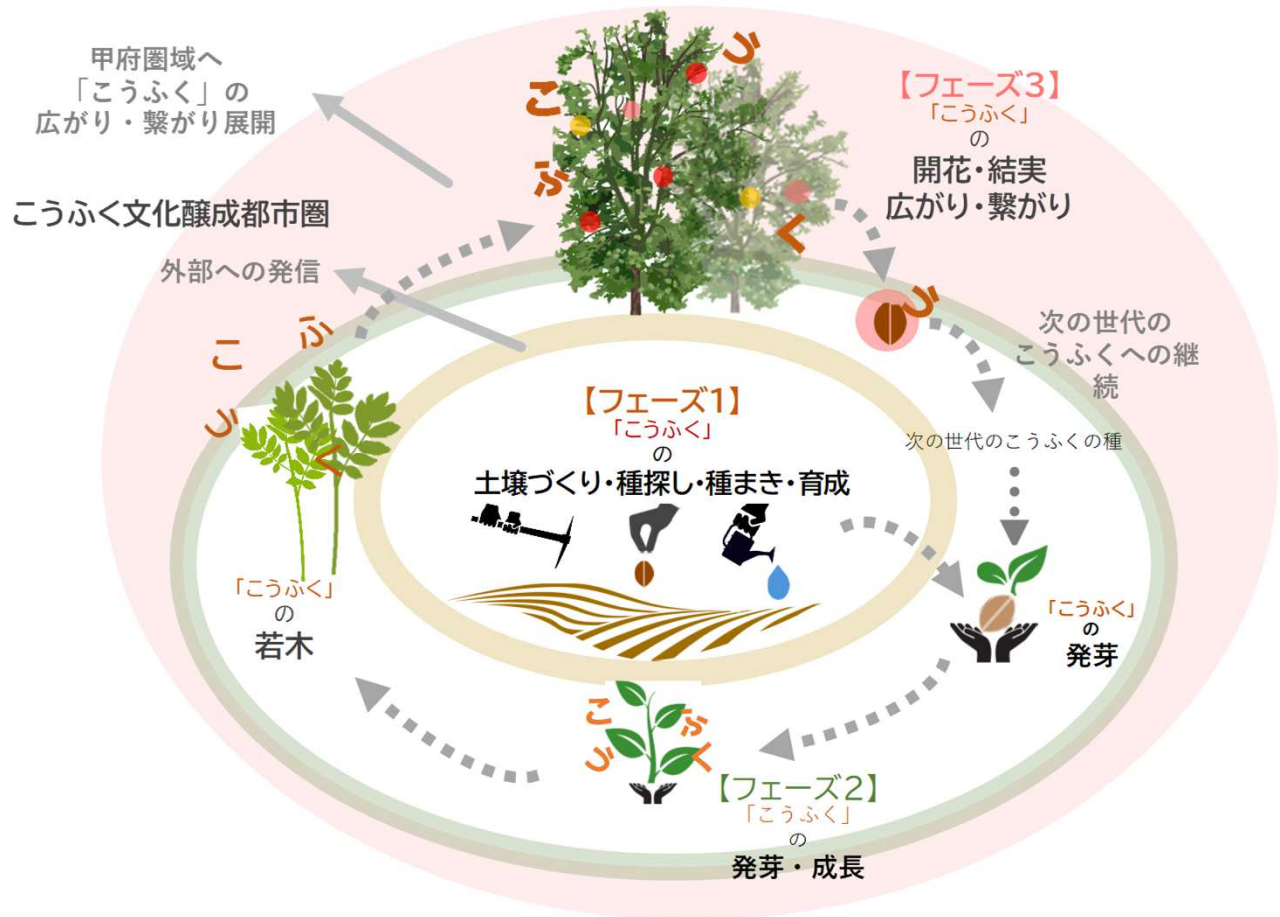 甲府圏域へ
「こうふく」の
広がり・繋がり展開
こうふく文化醸成都市圏
外部への発信
こうふく
【フェーズ3】
「こうふく」
の
開花・結実
広がり・繋がり
う
次の世代の
こうふくへの継
続
次の世代のこうふくの種
こうふく
「こうふく」
の
若木
【フェーズ1】
「こうふく」
の
土壌づくり・種探し・種まき・育成
「こうふく」
の
発芽
こうふく
【フェーズ2】
「こうふく」
の
発芽・成長